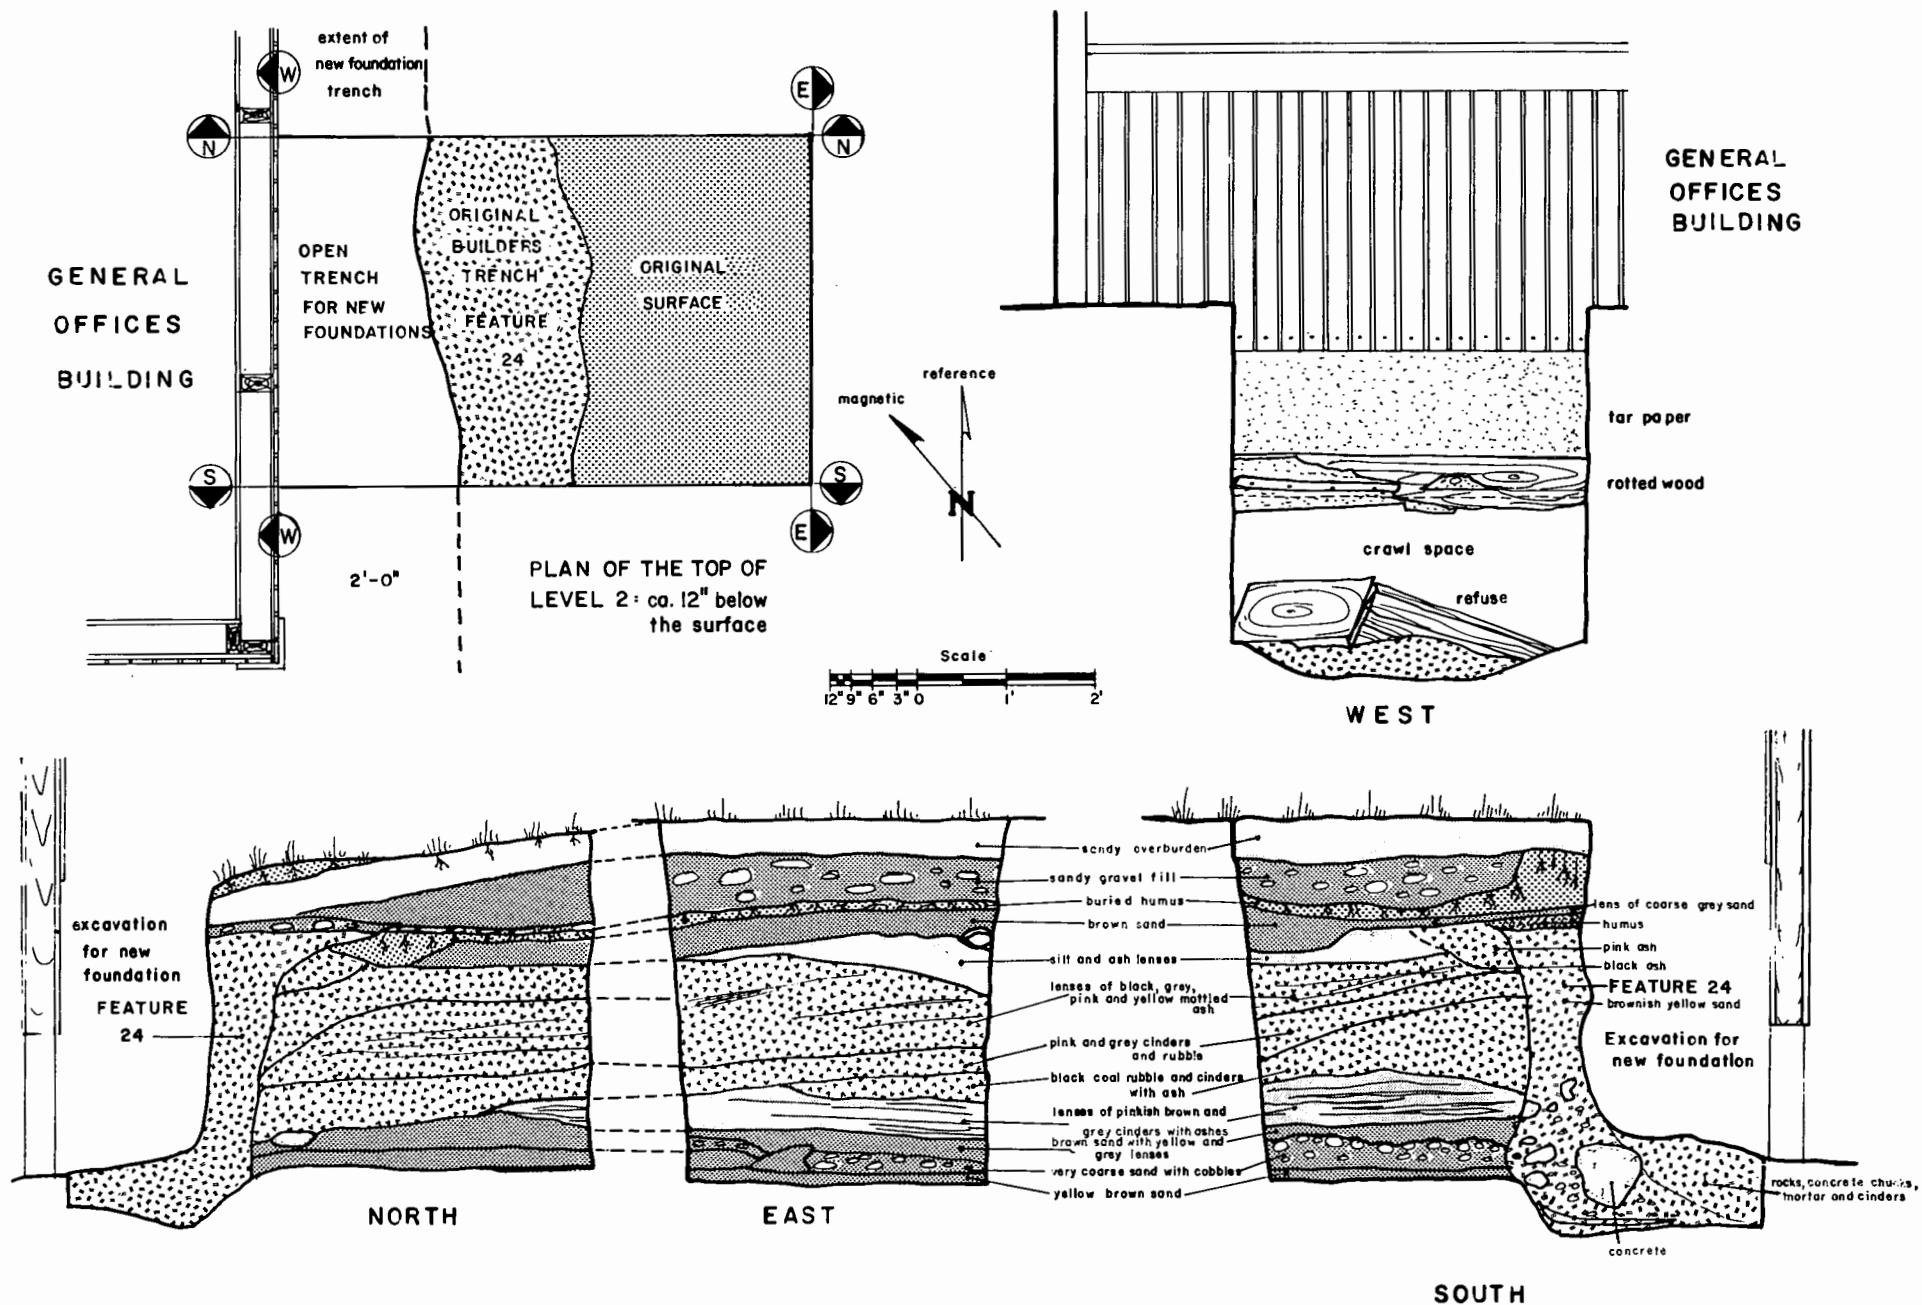 extent of
new foundation
trench
W
E
N
N
GENERAL
OFFICES
BUILDING
OPEN
TRENCH
FOR NEW
FOUNDATIONS
ORIGINAL
BUILDERS
TRENCH
FEATURE
24
ORIGINAL
SURFACE
S
S
W
E
2'-0"
PLAN OF THE TOP OF
LEVEL 2: ca. 12" below
the surface
reference
magnetic
N
Scale
12" 9" 6" 3" 0 1' 2'
GENERAL
OFFICES
BUILDING
tar paper
rotted wood
crawl space
refuse
WEST
excavation
for new
foundation
FEATURE
24
NORTH
EAST
sandy overburden
sandy gravel fill
buried humus
brown sand
silt and ash lenses
lenses of black, grey,
pink and yellow mottled
ash
pink and grey cinders
and rubble
black coal rubble and cinders
with ash
lenses of pinkish brown and
grey cinders with ashes
brown sand with yellow and
grey lenses
very coarse sand with cobbles
yellow brown sand
lens of coarse grey sand
humus
pink ash
black ash
FEATURE 24
brownish yellow sand
Excavation for
new foundation
rocks, concrete chucks,
mortar and cinders
concrete
SOUTH